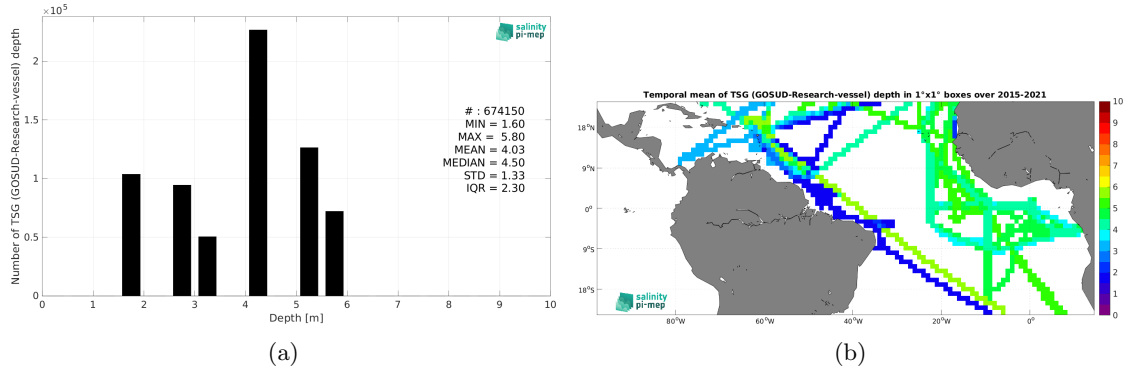 ×10⁵
Number of TSG (GOSUD-Research-vessel) depth
2
1.5
1
0.5
0
salinity
pi-mep
# : 674150
MIN = 1.60
MAX = 5.80
MEAN = 4.03
MEDIAN = 4.50
STD = 1.33
IQR = 2.30
0 1 2 3 4 5 6 7 8 9 10
Depth [m]
(a)
Temporal mean of TSG (GOSUD-Research-vessel) depth in 1°x1° boxes over 2015-2021
18°N
9°N
0°
9°S
18°S
80°W 60°W 40°W 20°W 0°
salinity
pi-mep
10
9
8
7
6
5
4
3
2
1
0
(b)